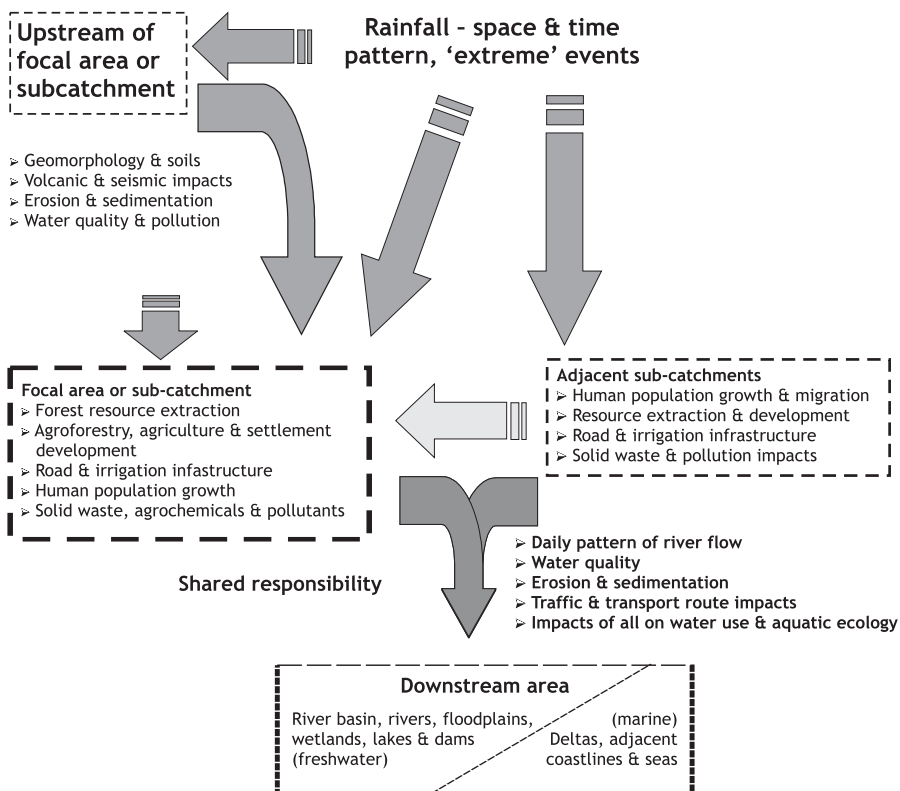 Upstream of
focal area or
subcatchment
Rainfall – space & time
pattern, ‘extreme’ events
➢ Geomorphology & soils
➢ Volcanic & seismic impacts
➢ Erosion & sedimentation
➢ Water quality & pollution
Focal area or sub-catchment
➢ Forest resource extraction
➢ Agroforestry, agriculture & settlement
development
➢ Road & irrigation infastructure
➢ Human population growth
➢ Solid waste, agrochemicals & pollutants
Adjacent sub-catchments
➢ Human population growth & migration
➢ Resource extraction & development
➢ Road & irrigation infrastructure
➢ Solid waste & pollution impacts
Shared responsibility
➢ Daily pattern of river flow
➢ Water quality
➢ Erosion & sedimentation
➢ Traffic & transport route impacts
➢ Impacts of all on water use & aquatic ecology
Downstream area
River basin, rivers, floodplains,
wetlands, lakes & dams
(freshwater)
(marine)
Deltas, adjacent
coastlines & seas